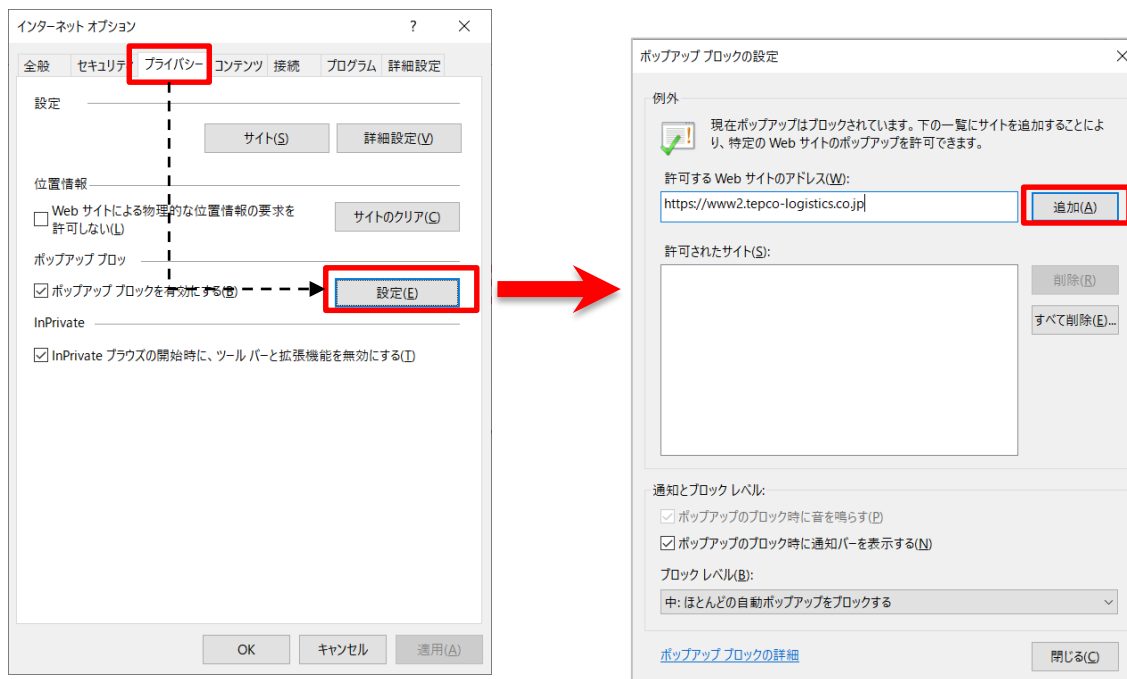 インターネット オプション
?
全般 セキュリティ プライバシー コンテンツ 接続 プログラム 詳細設定
設定
サイト(S) 詳細設定(V)
位置情報
Web サイトによる物理的な位置情報の要求を
許可しない(L)
サイトのクリア(C)
ポップアップ ブロッ
ポップアップ ブロックを有効にする(B)
設定(E)
InPrivate
InPrivate ブラウズの開始時に、ツール バーと拡張機能を無効にする(T)
OK キャンセル 適用(A)
ポップアップ ブロックの設定
例外
現在ポップアップはブロックされています。下の一覧にサイトを追加することによ
り、特定の Web サイトのポップアップを許可できます。
許可する Web サイトのアドレス(W):
https://www2.tepco-logistics.co.jp
追加(A)
許可されたサイト(S):
削除(R)
すべて削除(E)...
通知とブロック レベル:
ポップアップのブロック時に音を鳴らす(P)
ポップアップのブロック時に通知バーを表示する(N)
ブロック レベル(B):
中: ほとんどの自動ポップアップをブロックする
ポップアップ ブロックの詳細
閉じる(C)